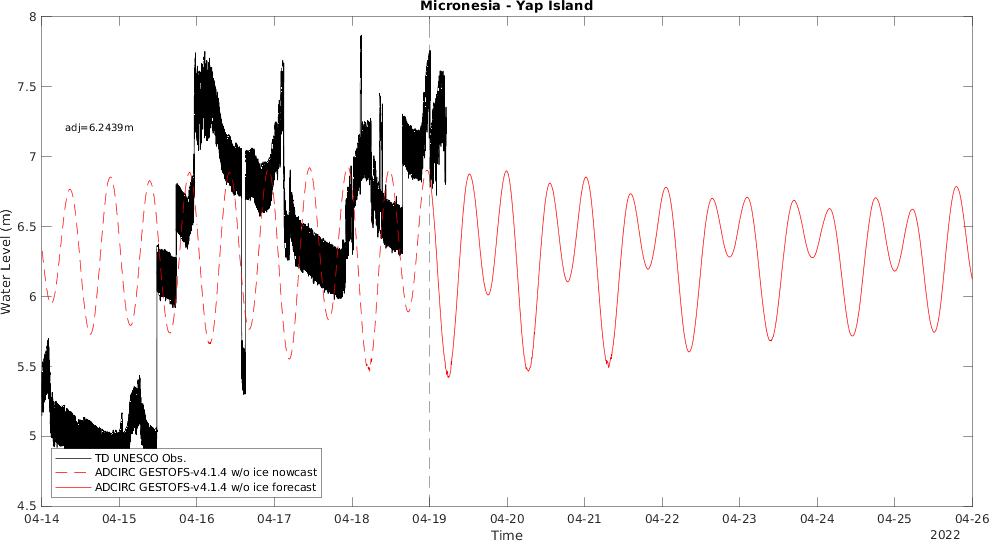 Micronesia - Yap Island
Water Level (m)
8
7.5
7
6.5
6
5.5
5
4.5
adj=6.2439m
TD UNESCO Obs.
ADCIRC GESTOFS-v4.1.4 w/o ice nowcast
ADCIRC GESTOFS-v4.1.4 w/o ice forecast
04-14 04-15 04-16 04-17 04-18 04-19 04-20 04-21 04-22 04-23 04-24 04-25 04-26
Time
2022